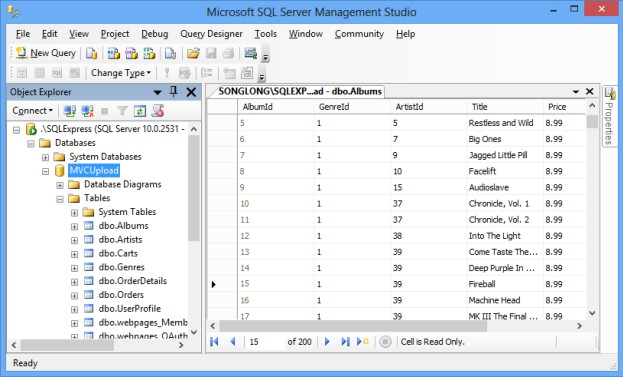 Microsoft SQL Server Management Studio
File Edit View Project Debug Query Designer Tools Window Community Help
New Query
Change Type
Object Explorer
Connect
.\SQLExpress (SQL Server 10.0.2531 -
Databases
System Databases
MVCUpload
Database Diagrams
Tables
System Tables
dbo.Albums
dbo.Artists
dbo.Carts
dbo.Genres
dbo.OrderDetails
dbo.Orders
dbo.UserProfile
dbo.webpages_Memb
dbo.webpages_OAuth
SONGLONG\SQLEXP...ad - dbo.Albums
AlbumId GenreId ArtistId Title Price
5 1 5 Restless and Wild 8.99
6 1 7 Big Ones 8.99
7 1 9 Jagged Little Pill 8.99
8 1 10 Facelift 8.99
9 1 15 Audioslave 8.99
10 1 37 Chronicle, Vol. 1 8.99
11 1 37 Chronicle, Vol. 2 8.99
12 1 38 Into The Light 8.99
13 1 39 Come Taste The... 8.99
14 1 39 Deep Purple In ... 8.99
15 1 39 Fireball 8.99
16 1 39 Machine Head 8.99
17 1 39 MK III The Final ... 8.99
15 of 200 Cell is Read Only.
Properties
Ready